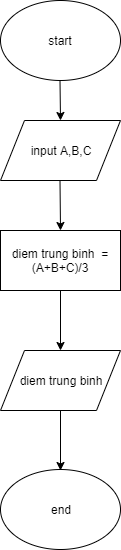 start
input A,B,C
diem trung binh =
(A+B+C)/3
diem trung binh
end